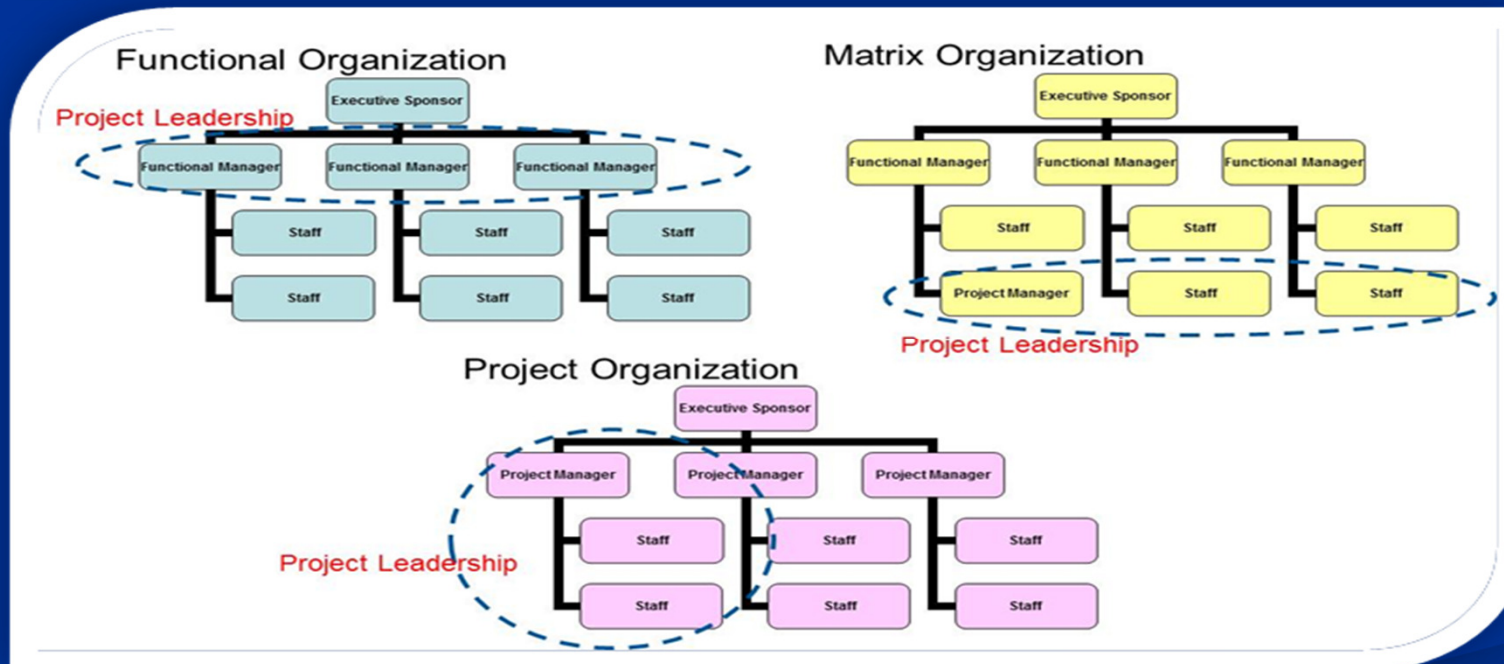 Functional Organization
Executive Sponsor
Project Leadership
Functional Manager Functional Manager Functional Manager
Staff Staff Staff
Staff Staff Staff
Matrix Organization
Executive Sponsor
Functional Manager Functional Manager Functional Manager
Staff Staff Staff
Project Manager Staff Staff
Project Leadership
Project Organization
Executive Sponsor
Project Manager Project Manager Project Manager
Staff Staff Staff
Project Leadership
Staff Staff Staff